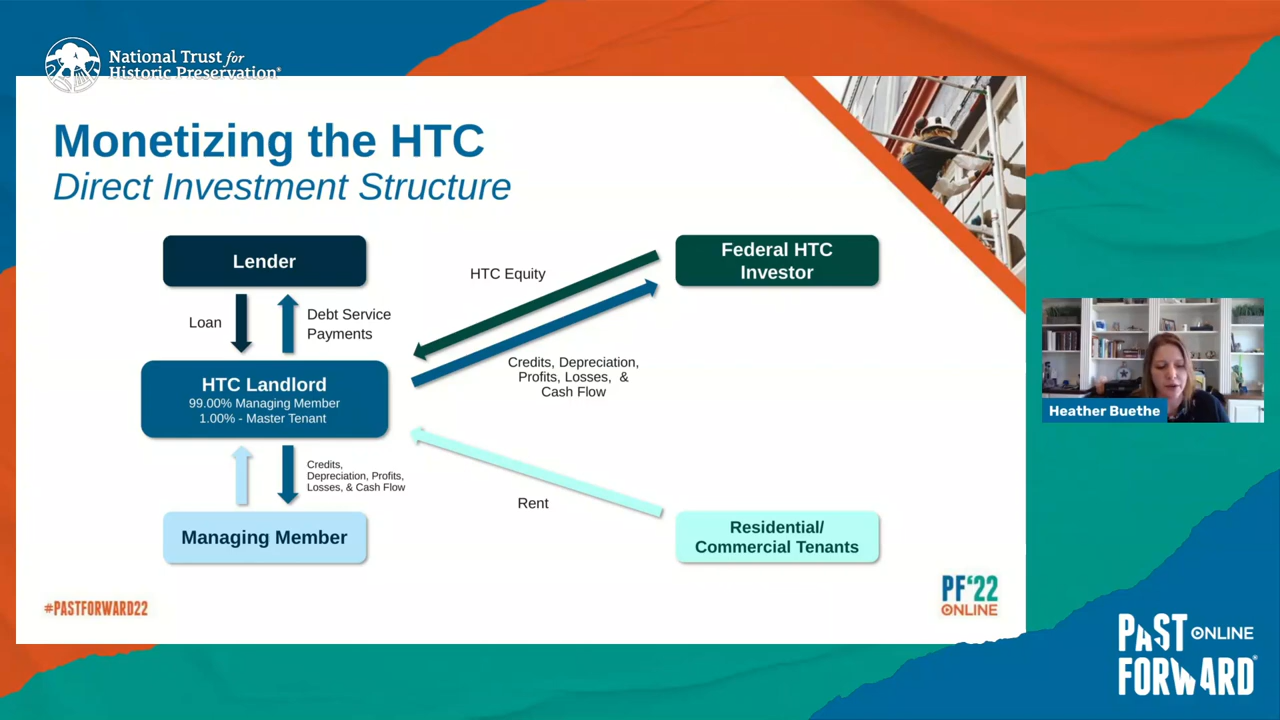 National Trust for
Historic Preservation®
Monetizing the HTC
Direct Investment Structure
Lender
Federal HTC
Investor
HTC Equity
Loan
Debt Service
Payments
Credits, Depreciation,
Profits, Losses, &
Cash Flow
HTC Landlord
99.00% Managing Member
1.00% - Master Tenant
Credits,
Depreciation, Profits,
Losses, & Cash Flow
Rent
Managing Member
Residential/
Commercial Tenants
#PASTFORWARD22
PF'22
ONLINE
Heather Buethe
PAST ONLINE
FORWARD®